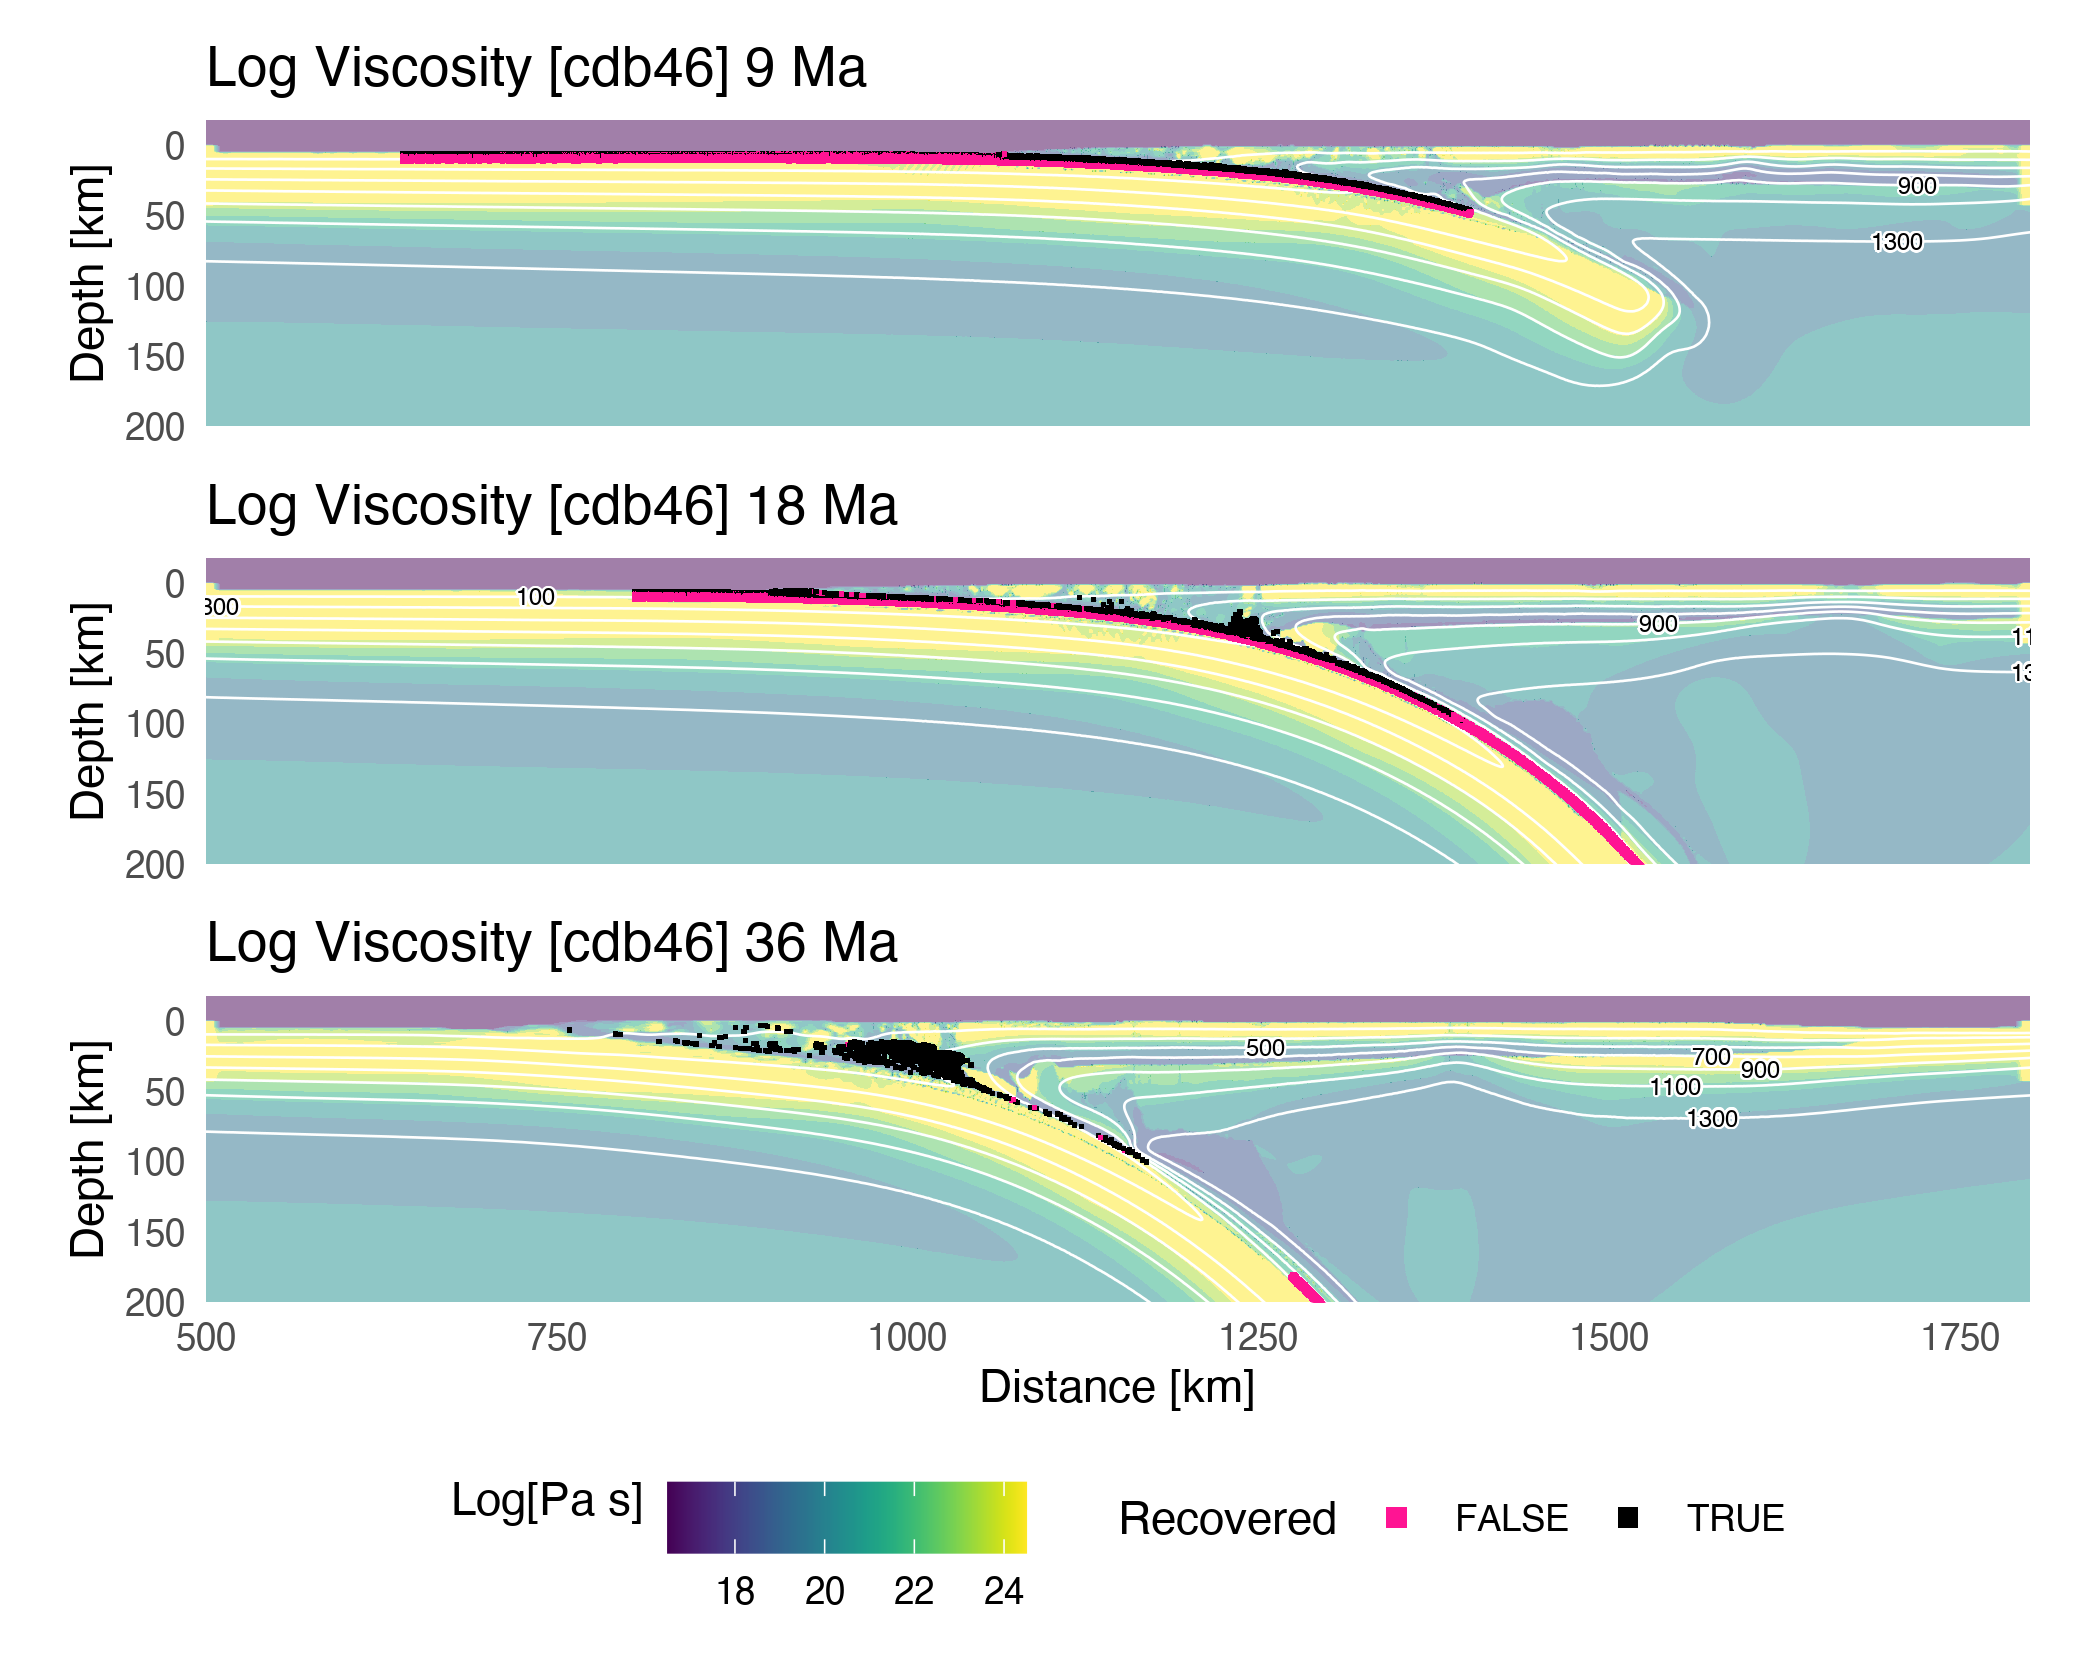 Log Viscosity [cdb46] 9 Ma
0
50
100
150
200
Depth [km]
900
1300
Log Viscosity [cdb46] 18 Ma
0
50
100
150
200
Depth [km]
300
100
900
11
13
Log Viscosity [cdb46] 36 Ma
0
50
100
150
200
Depth [km]
500
700
900
1100
1300
500 750 1000 1250 1500 1750
Distance [km]
Log[Pa s]
18 20 22 24
Recovered FALSE TRUE